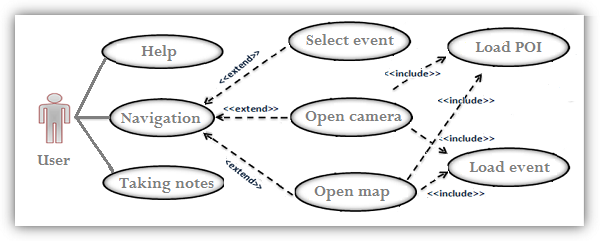 Help
Select event
Load POI
<<extend>>
<<include>>
Navigation
<<extend>>
Open camera
<<include>>
User
<<include>>
<<extend>>
Taking notes
Open map
Load event
<<include>>